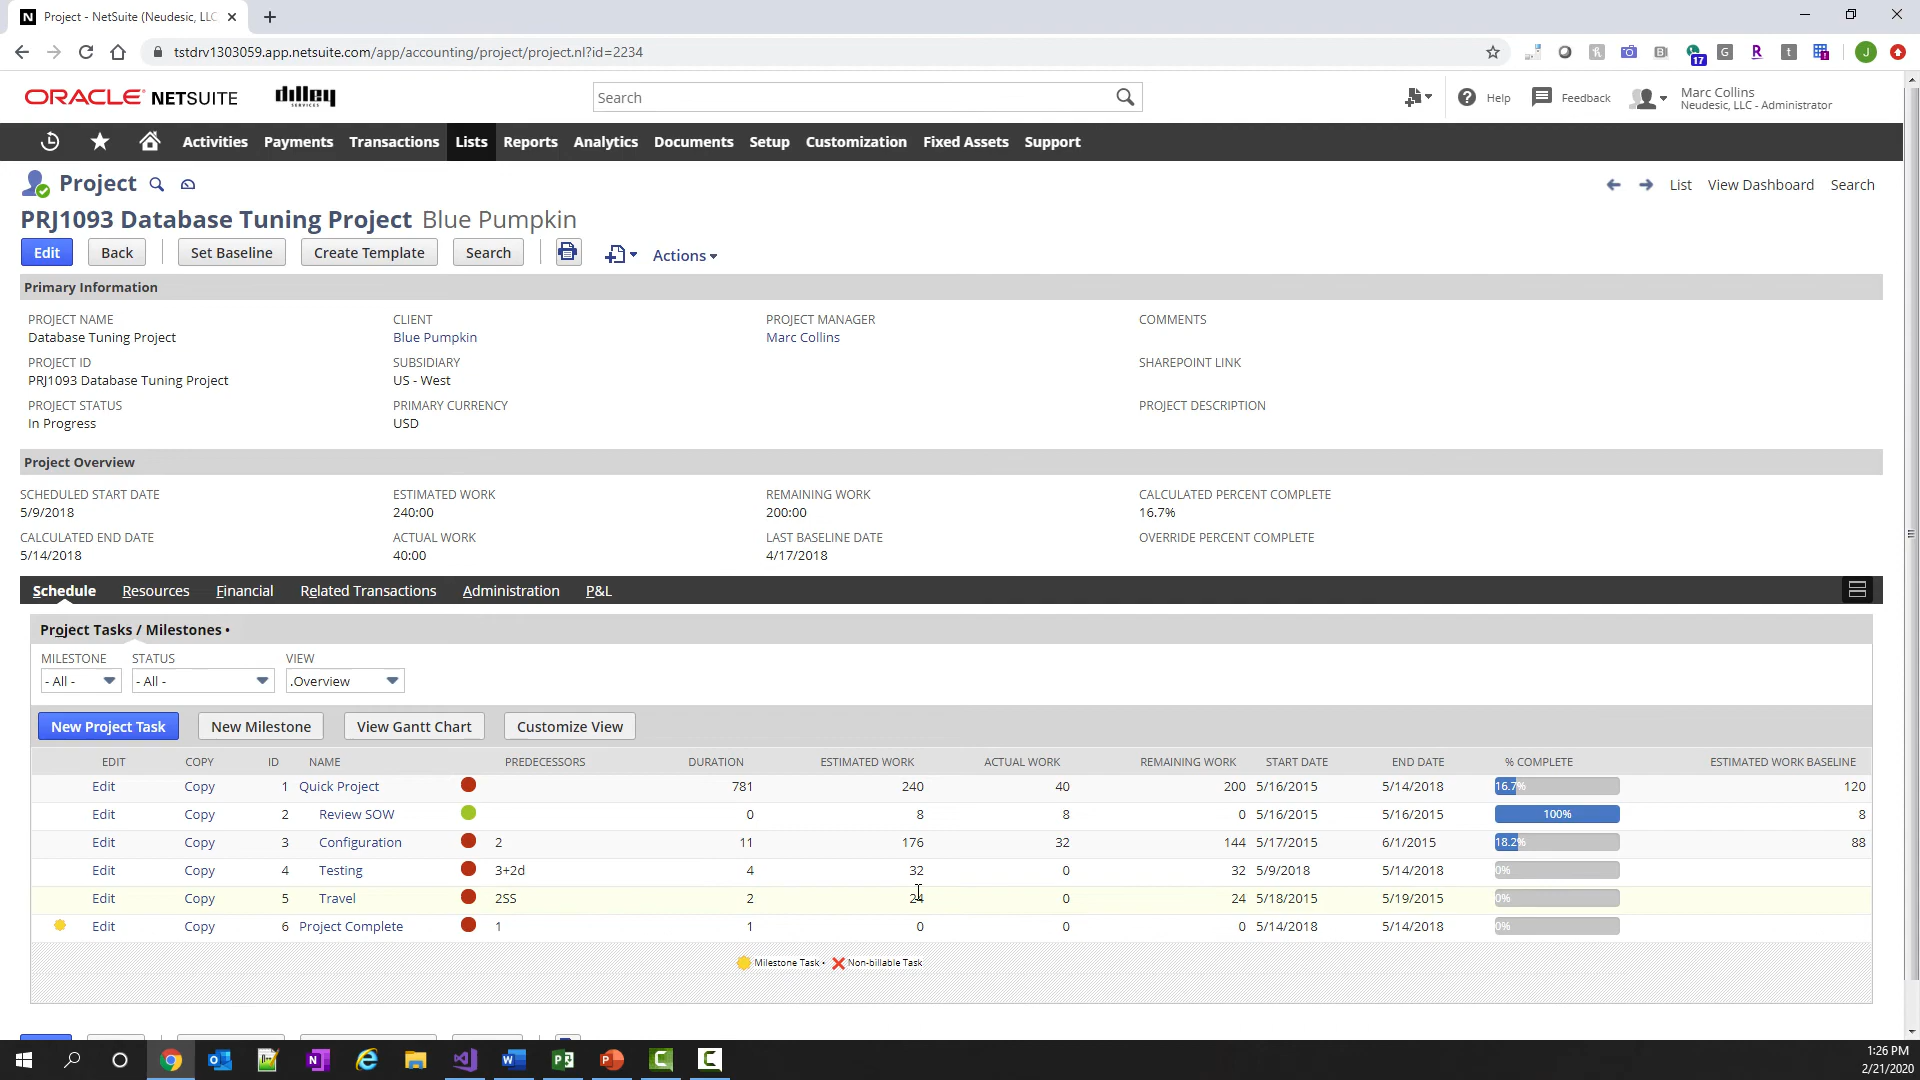 Project - NetSuite (Neudesic, LLC
tstdrv1303059.app.netsuite.com/app/accounting/project/project.nl?id=2234
17
J
ORACLE NETSUITE
dilley
SERVICES
Search
Help
Feedback
Marc Collins
Neudesic, LLC - Administrator
Activities Payments Transactions Lists Reports Analytics Documents Setup Customization Fixed Assets Support
Project
List View Dashboard Search
PRJ1093 Database Tuning Project Blue Pumpkin
Edit Back Set Baseline Create Template Search Actions
Primary Information
PROJECT NAME CLIENT PROJECT MANAGER COMMENTS
Database Tuning Project Blue Pumpkin Marc Collins
PROJECT ID SUBSIDIARY SHAREPOINT LINK
PRJ1093 Database Tuning Project US - West
PROJECT STATUS PRIMARY CURRENCY PROJECT DESCRIPTION
In Progress USD
Project Overview
SCHEDULED START DATE ESTIMATED WORK REMAINING WORK CALCULATED PERCENT COMPLETE
5/9/2018 240:00 200:00 16.7%
CALCULATED END DATE ACTUAL WORK LAST BASELINE DATE OVERRIDE PERCENT COMPLETE
5/14/2018 40:00 4/17/2018
Schedule Resources Financial Related Transactions Administration P&L
Project Tasks / Milestones •
MILESTONE STATUS VIEW
- All - - All - .Overview
New Project Task New Milestone View Gantt Chart Customize View
EDIT COPY ID NAME PREDECESSORS DURATION ESTIMATED WORK ACTUAL WORK REMAINING WORK START DATE END DATE % COMPLETE ESTIMATED WORK BASELINE
Edit Copy 1 Quick Project 781 240 40 200 5/16/2015 5/14/2018 16.7% 120
Edit Copy 2 Review SOW 0 8 8 0 5/16/2015 5/16/2015 100% 8
Edit Copy 3 Configuration 2 11 176 32 144 5/17/2015 6/1/2015 18.2% 88
Edit Copy 4 Testing 3+2d 4 32 0 32 5/9/2018 5/14/2018 0%
Edit Copy 5 Travel 2SS 2 24 0 24 5/18/2015 5/19/2015 0%
Edit Copy 6 Project Complete 1 1 0 0 0 5/14/2018 5/14/2018 0%
Milestone Task • Non-billable Task
1:26 PM
2/21/2020